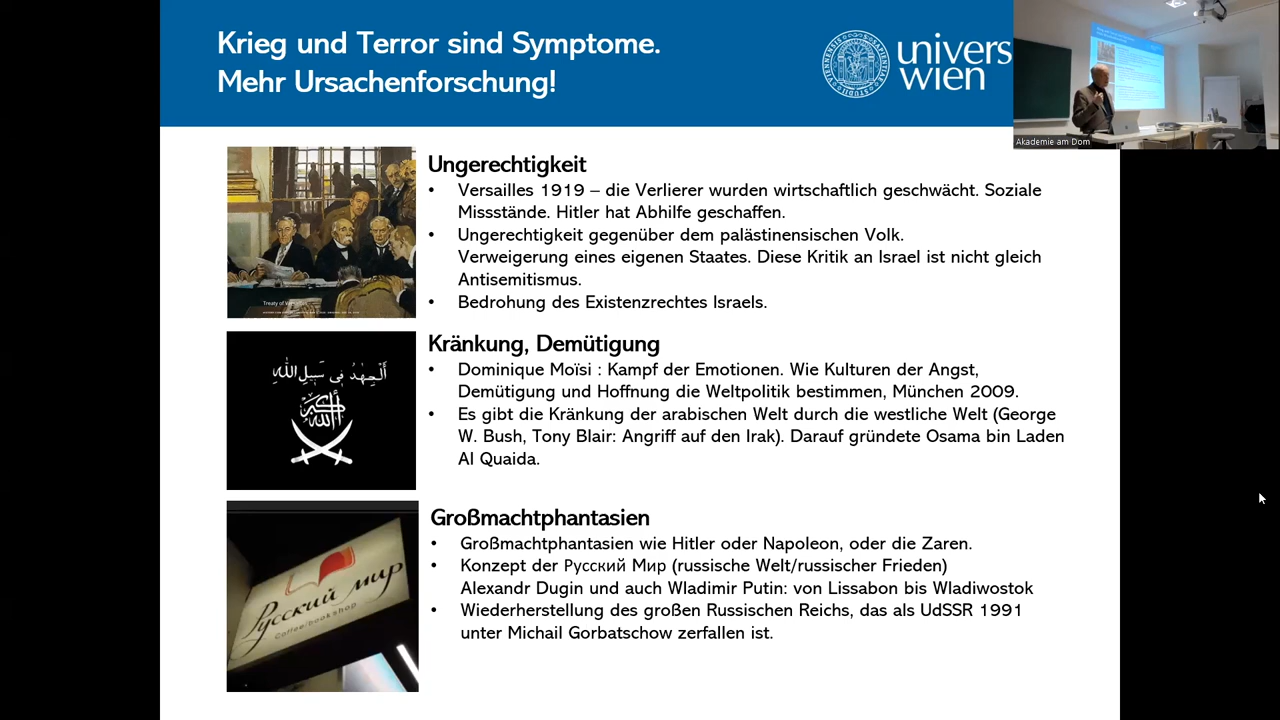 Krieg und Terror sind Symptome.
Mehr Ursachenforschung!
univers
wien
Akademie am Dom
Ungerechtigkeit
• Versailles 1919 – die Verlierer wurden wirtschaftlich geschwächt. Soziale
Missstände. Hitler hat Abhilfe geschaffen.
• Ungerechtigkeit gegenüber dem palästinensischen Volk.
Verweigerung eines eigenen Staates. Diese Kritik an Israel ist nicht gleich
Antisemitismus.
• Bedrohung des Existenzrechtes Israels.
Treaty of
Kränkung, Demütigung
• Dominique Moïsi : Kampf der Emotionen. Wie Kulturen der Angst,
Demütigung und Hoffnung die Weltpolitik bestimmen, München 2009.
• Es gibt die Kränkung der arabischen Welt durch die westliche Welt (George
W. Bush, Tony Blair: Angriff auf den Irak). Darauf gründete Osama bin Laden
Al Quaida.
الله أكبر
Großmachtphantasien
• Großmachtphantasien wie Hitler oder Napoleon, oder die Zaren.
• Konzept der Русский Мир (russische Welt/russischer Frieden)
Alexandr Dugin und auch Wladimir Putin: von Lissabon bis Wladiwostok
• Wiederherstellung des großen Russischen Reichs, das als UdSSR 1991
unter Michail Gorbatschow zerfallen ist.
Русский мир
Coffee/bookshop